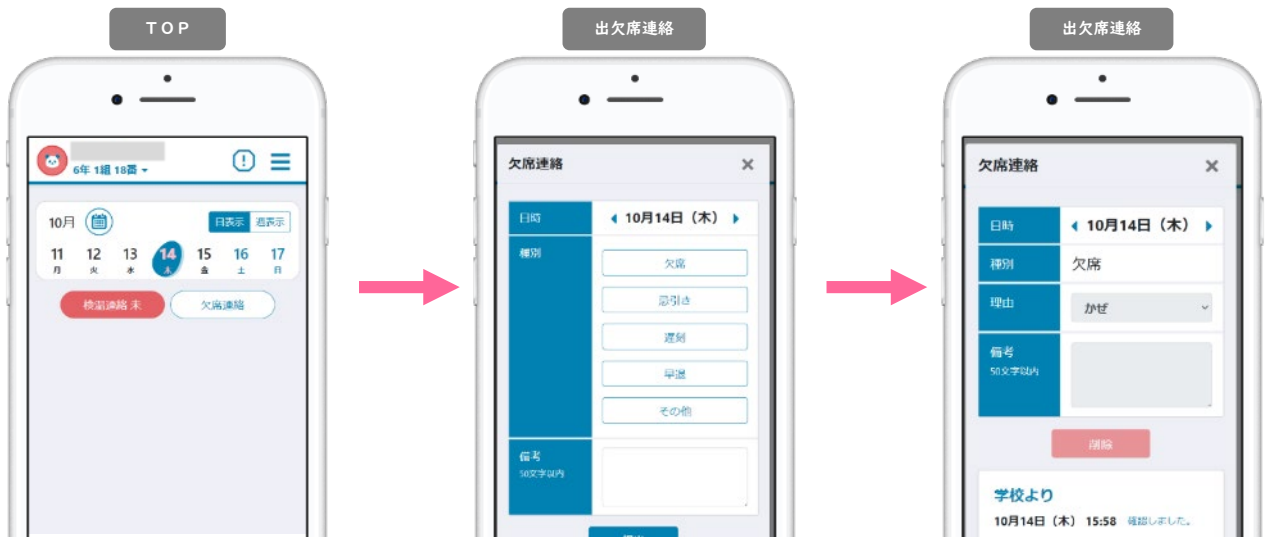 TOP
6年 1組 18番
10月
日表示 週表示
11 12 13 14 15 16 17
月 火 水 木 金 土 日
検温連絡 未 欠席連絡
出欠席連絡
欠席連絡 ×
日時 10月14日（木）
種別
欠席
忌引き
遅刻
早退
その他
備考
50文字以内
出欠席連絡
欠席連絡 ×
日時 10月14日（木）
種別 欠席
理由 かぜ
備考
50文字以内
削除
学校より
10月14日（木） 15:58 確認しました。